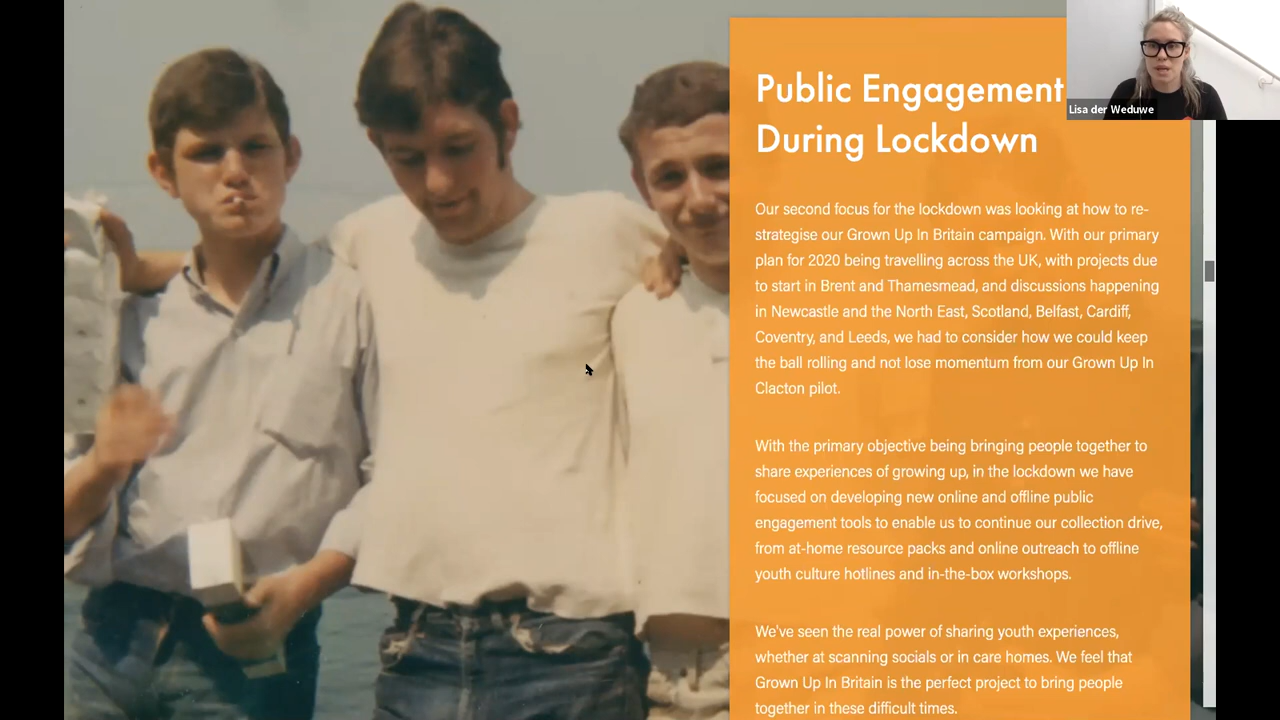 Public Engagement
During Lockdown
Lisa der Weduwe
Our second focus for the lockdown was looking at how to re-
strategise our Grown Up In Britain campaign. With our primary
plan for 2020 being travelling across the UK, with projects due
to start in Brent and Thamesmead, and discussions happening
in Newcastle and the North East, Scotland, Belfast, Cardiff,
Coventry, and Leeds, we had to consider how we could keep
the ball rolling and not lose momentum from our Grown Up In
Clacton pilot.
With the primary objective being bringing people together to
share experiences of growing up, in the lockdown we have
focused on developing new online and offline public
engagement tools to enable us to continue our collection drive,
from at-home resource packs and online outreach to offline
youth culture hotlines and in-the-box workshops.
We've seen the real power of sharing youth experiences,
whether at scanning socials or in care homes. We feel that
Grown Up In Britain is the perfect project to bring people
together in these difficult times.